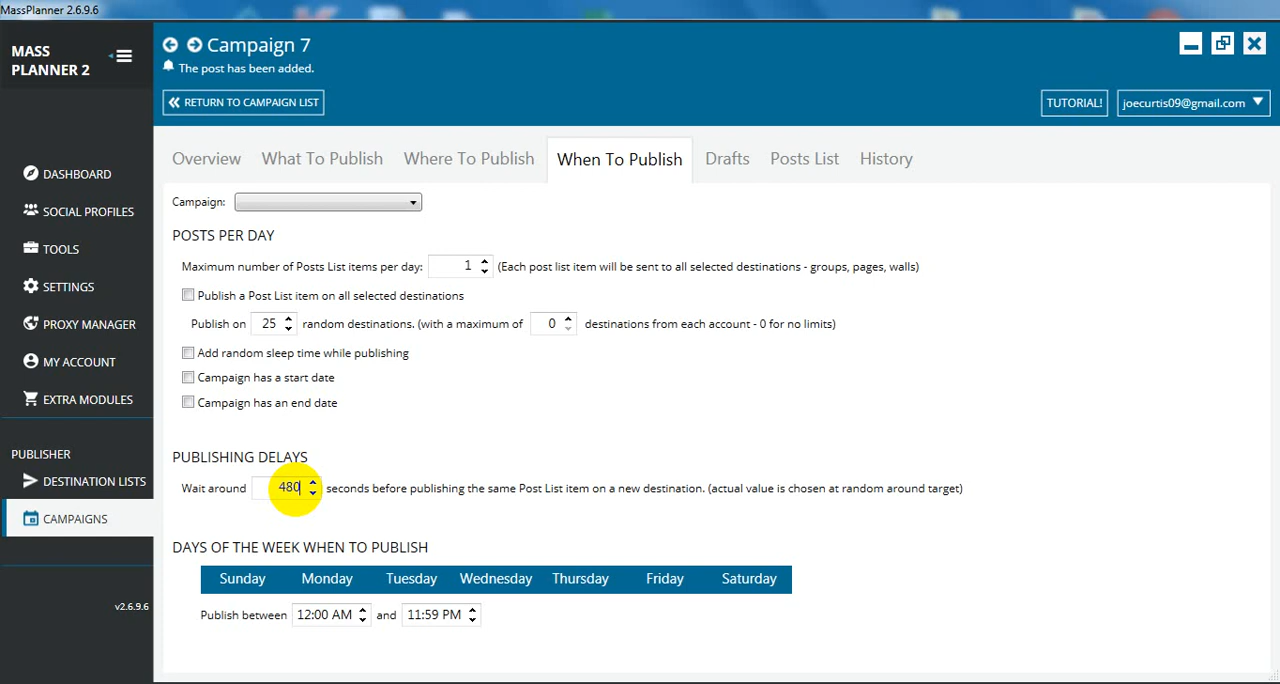 MassPlanner 2.6.9.6
MASS
PLANNER 2
Campaign 7
The post has been added.
RETURN TO CAMPAIGN LIST
TUTORIAL!
joecurtis09@gmail.com
DASHBOARD
SOCIAL PROFILES
TOOLS
SETTINGS
PROXY MANAGER
MY ACCOUNT
EXTRA MODULES
PUBLISHER
DESTINATION LISTS
CAMPAIGNS
v2.6.9.6
Overview What To Publish Where To Publish When To Publish Drafts Posts List History
Campaign:
POSTS PER DAY
Maximum number of Posts List items per day: 1 (Each post list item will be sent to all selected destinations - groups, pages, walls)
Publish a Post List item on all selected destinations
Publish on 25 random destinations. (with a maximum of 0 destinations from each account - 0 for no limits)
Add random sleep time while publishing
Campaign has a start date
Campaign has an end date
PUBLISHING DELAYS
Wait around 480 seconds before publishing the same Post List item on a new destination. (actual value is chosen at random around target)
DAYS OF THE WEEK WHEN TO PUBLISH
Sunday Monday Tuesday Wednesday Thursday Friday Saturday
Publish between 12:00 AM and 11:59 PM